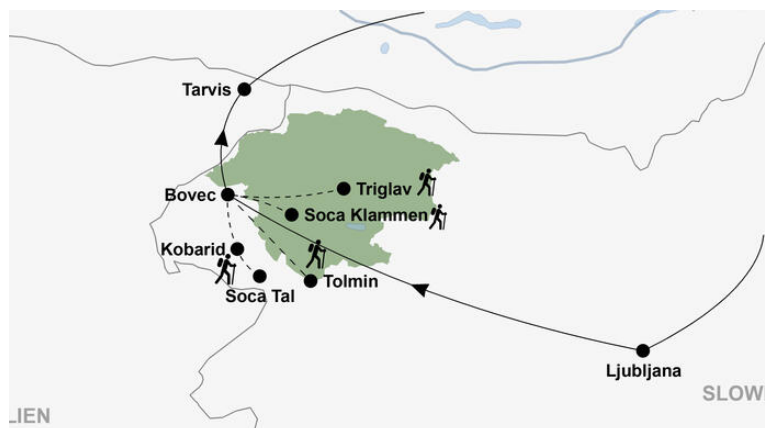 Tarvis
Bovec
Triglav
Soca Klammen
Kobarid
Soca Tal
Tolmin
Ljubljana
SLOW
LIEN